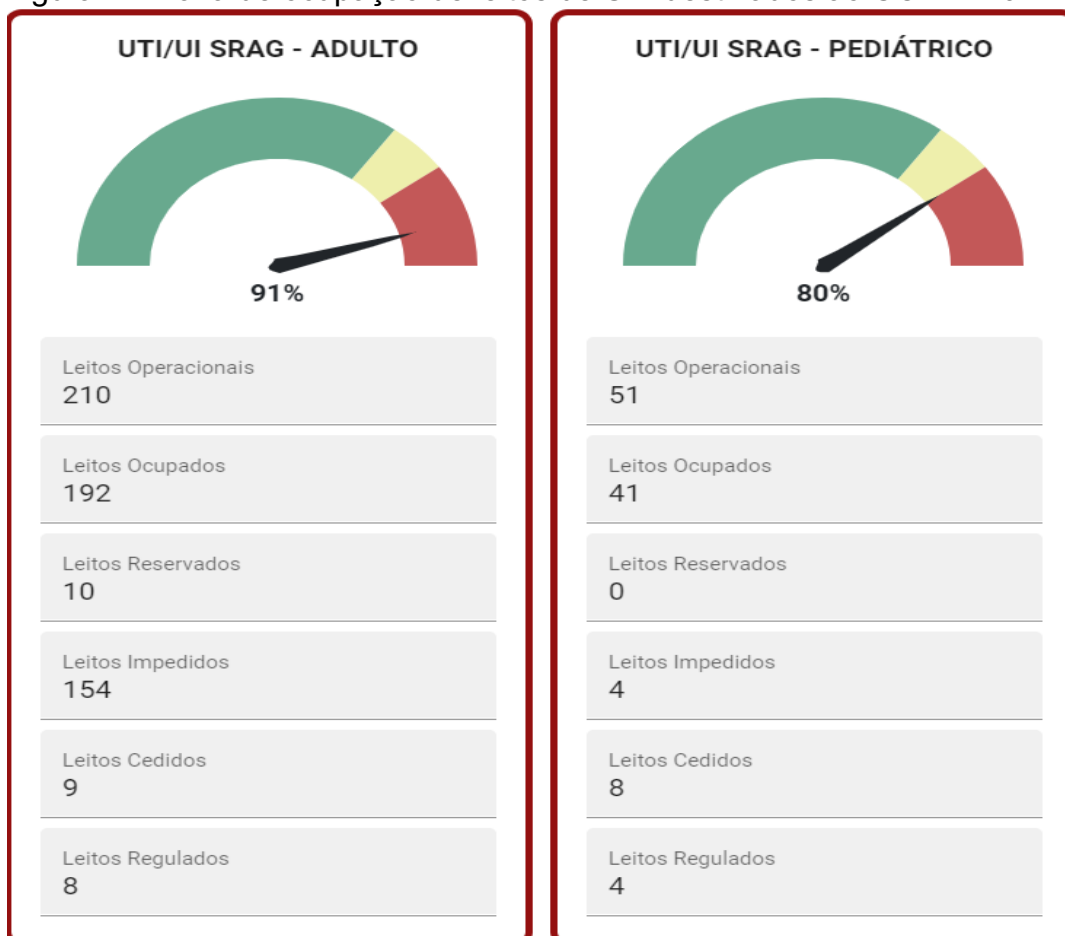 UTI/UI SRAG - ADULTO
91%
Leitos Operacionais
210
Leitos Ocupados
192
Leitos Reservados
10
Leitos Impedidos
154
Leitos Cedidos
9
Leitos Regulados
8
UTI/UI SRAG - PEDIÁTRICO
80%
Leitos Operacionais
51
Leitos Ocupados
41
Leitos Reservados
0
Leitos Impedidos
4
Leitos Cedidos
8
Leitos Regulados
4